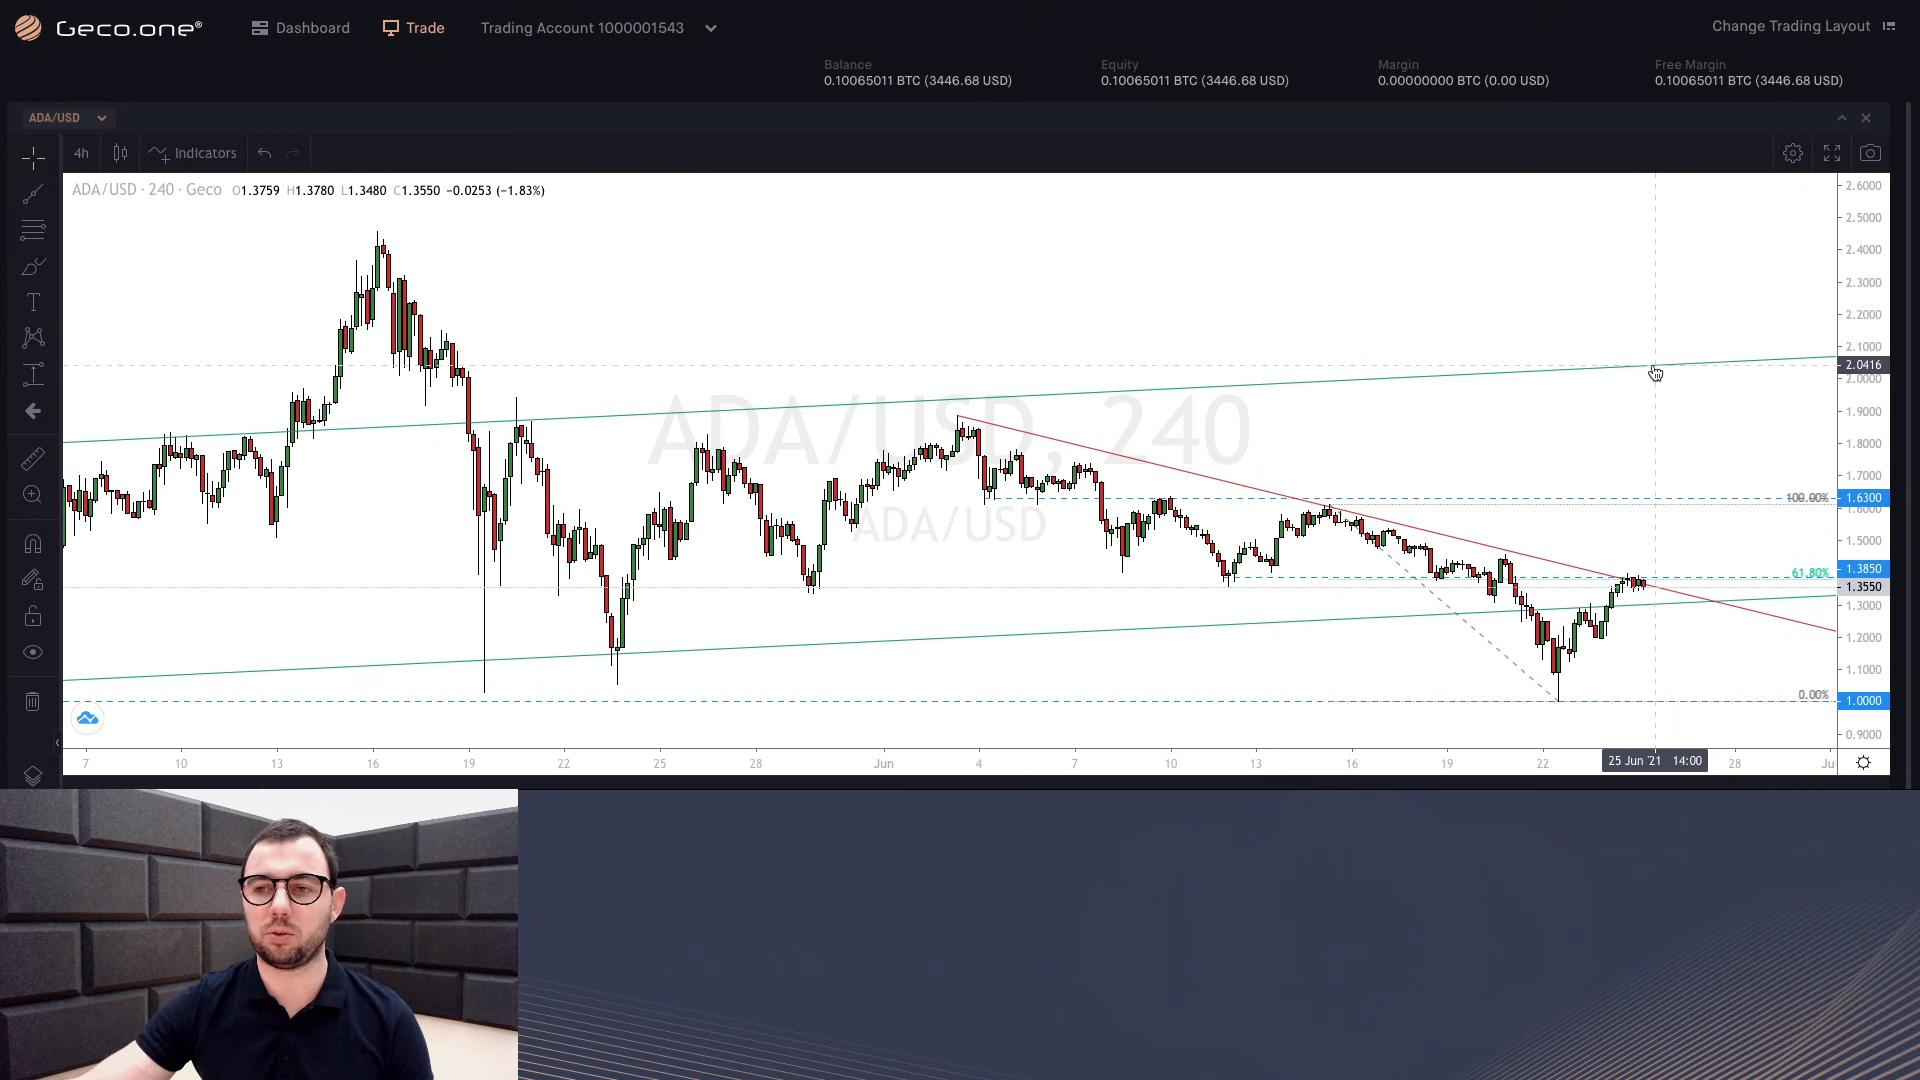 Geco.one® Dashboard Trade Trading Account 1000001543 Change Trading Layout
Balance Equity Margin Free Margin
0.10065011 BTC (3446.68 USD) 0.10065011 BTC (3446.68 USD) 0.00000000 BTC (0.00 USD) 0.10065011 BTC (3446.68 USD)
ADA/USD
4h Indicators
ADA/USD · 240 · Geco O1.3759 H1.3780 L1.3480 C1.3550 −0.0253 (−1.83%)
2.6000
2.5000
2.4000
2.3000
2.2000
2.1000
2.0416
2.0000
1.9000
ADA/USD, 240
1.8000
1.7000
100.00% 1.6300
1.6000
ADA/USD
1.5000
1.3850
61.80%
1.3550
1.3000
1.2000
1.1000
0.00%
1.0000
0.9000
7 10 13 16 19 22 25 28 Jun 4 7 10 13 16 19 22 25 Jun '21 14:00 28